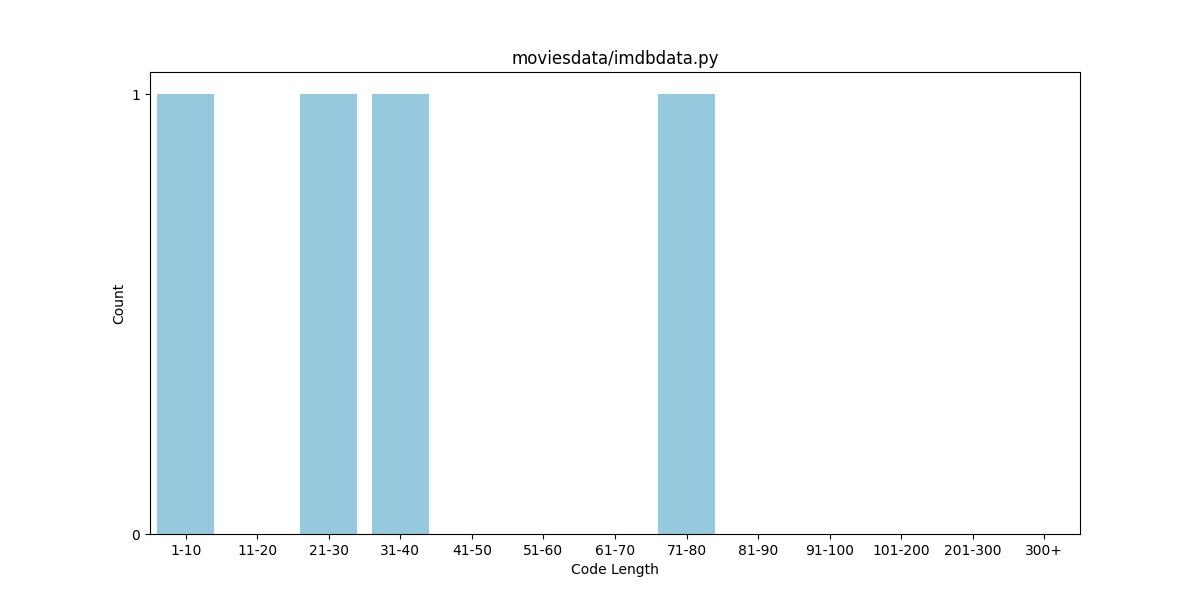 moviesdata/imdbdata.py
1
Count
0
1-10 11-20 21-30 31-40 41-50 51-60 61-70 71-80 81-90 91-100 101-200 201-300 300+
Code Length